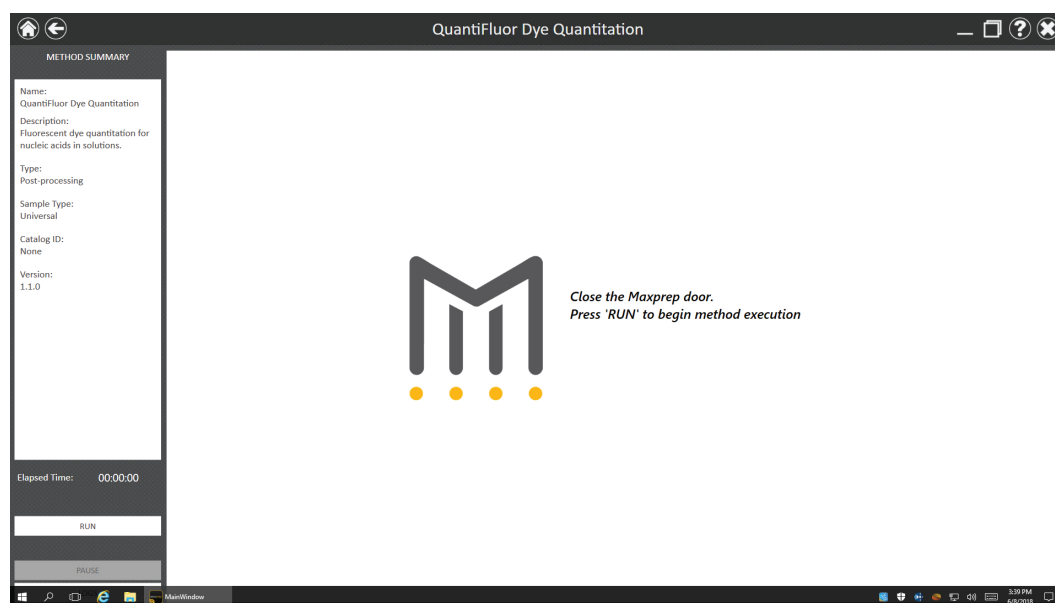 QuantiFluor Dye Quantitation
METHOD SUMMARY
Name:
QuantiFluor Dye Quantitation
Description:
Fluorescent dye quantitation for
nucleic acids in solutions.
Type:
Post-processing
Sample Type:
Universal
Catalog ID:
None
Version:
1.1.0
Close the Maxprep door.
Press 'RUN' to begin method execution
Elapsed Time: 00:00:00
RUN
PAUSE
MainWindow
3:39 PM
6/8/2018